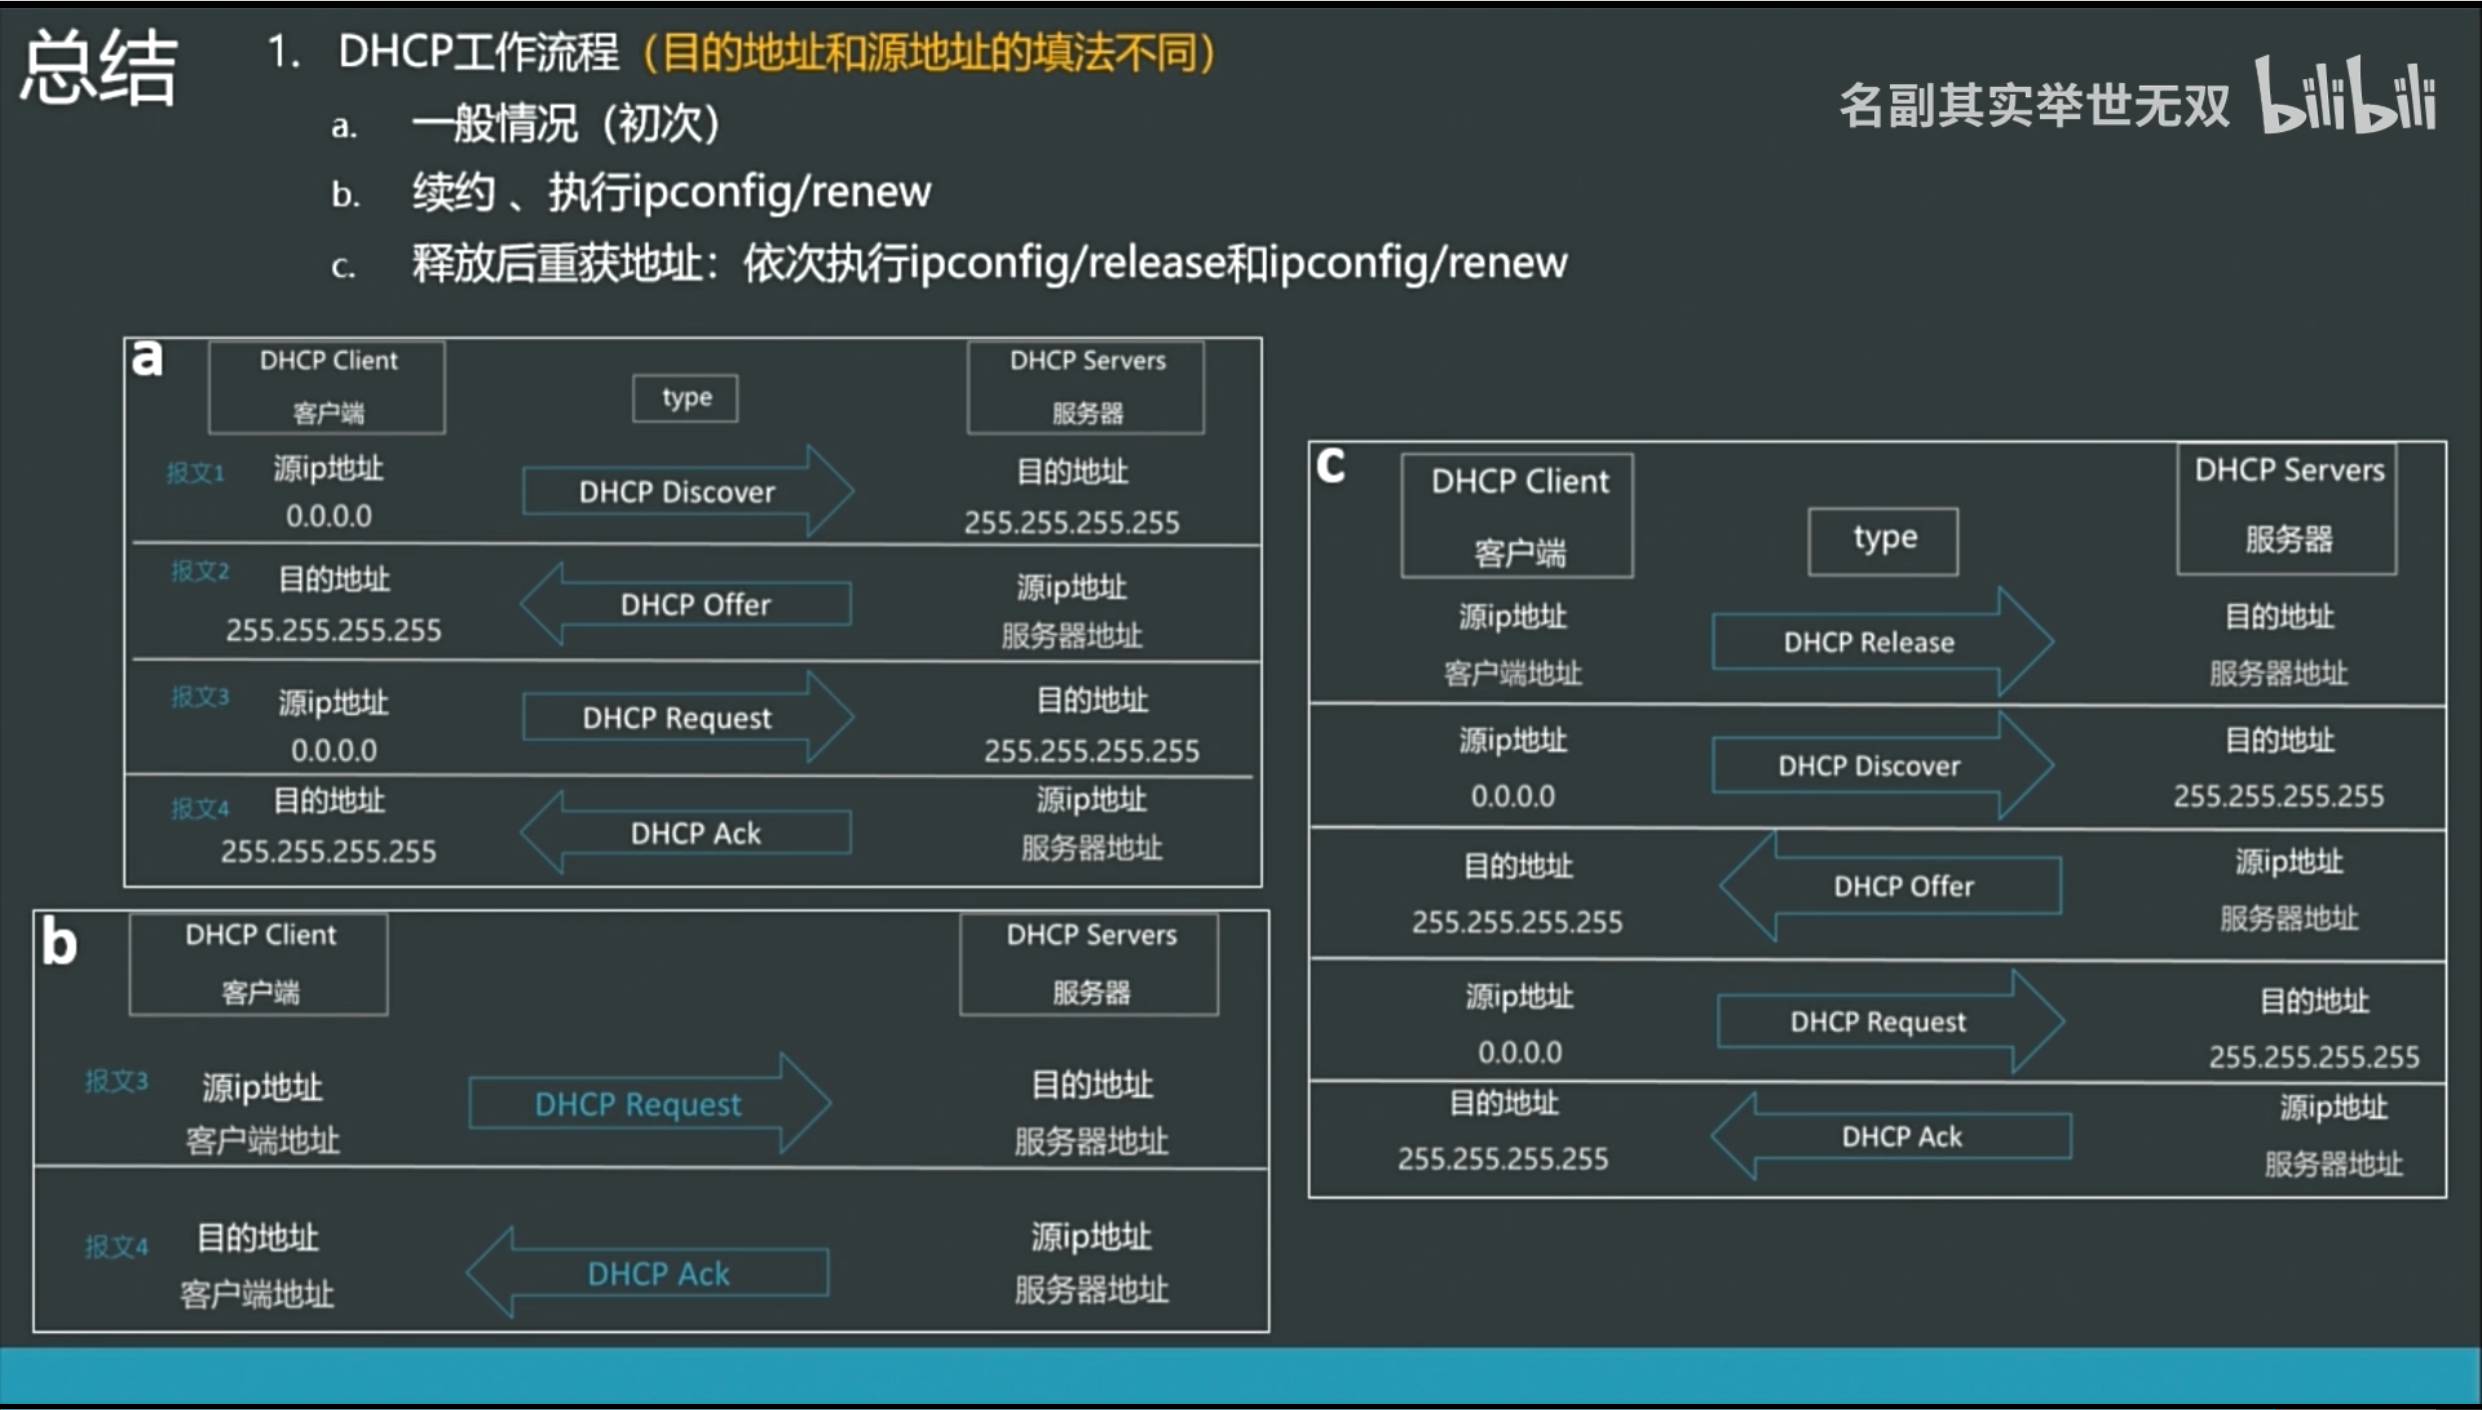 总结
1. DHCP工作流程（目的地址和源地址的填法不同）
a. 一般情况（初次）
b. 续约 、执行ipconfig/renew
c. 释放后重获地址：依次执行ipconfig/release和ipconfig/renew
名副其实举世无双 bilibili
a
DHCP Client
客户端
type
DHCP Servers
服务器
报文1
源ip地址
0.0.0.0
DHCP Discover
目的地址
255.255.255.255
报文2
目的地址
255.255.255.255
DHCP Offer
源ip地址
服务器地址
报文3
源ip地址
0.0.0.0
DHCP Request
目的地址
255.255.255.255
报文4
目的地址
255.255.255.255
DHCP Ack
源ip地址
服务器地址
b
DHCP Client
客户端
DHCP Servers
服务器
报文3
源ip地址
客户端地址
DHCP Request
目的地址
服务器地址
报文4
目的地址
客户端地址
DHCP Ack
源ip地址
服务器地址
c
DHCP Client
客户端
type
DHCP Servers
服务器
源ip地址
客户端地址
DHCP Release
目的地址
服务器地址
源ip地址
0.0.0.0
DHCP Discover
目的地址
255.255.255.255
目的地址
255.255.255.255
DHCP Offer
源ip地址
服务器地址
源ip地址
0.0.0.0
DHCP Request
目的地址
255.255.255.255
目的地址
255.255.255.255
DHCP Ack
源ip地址
服务器地址